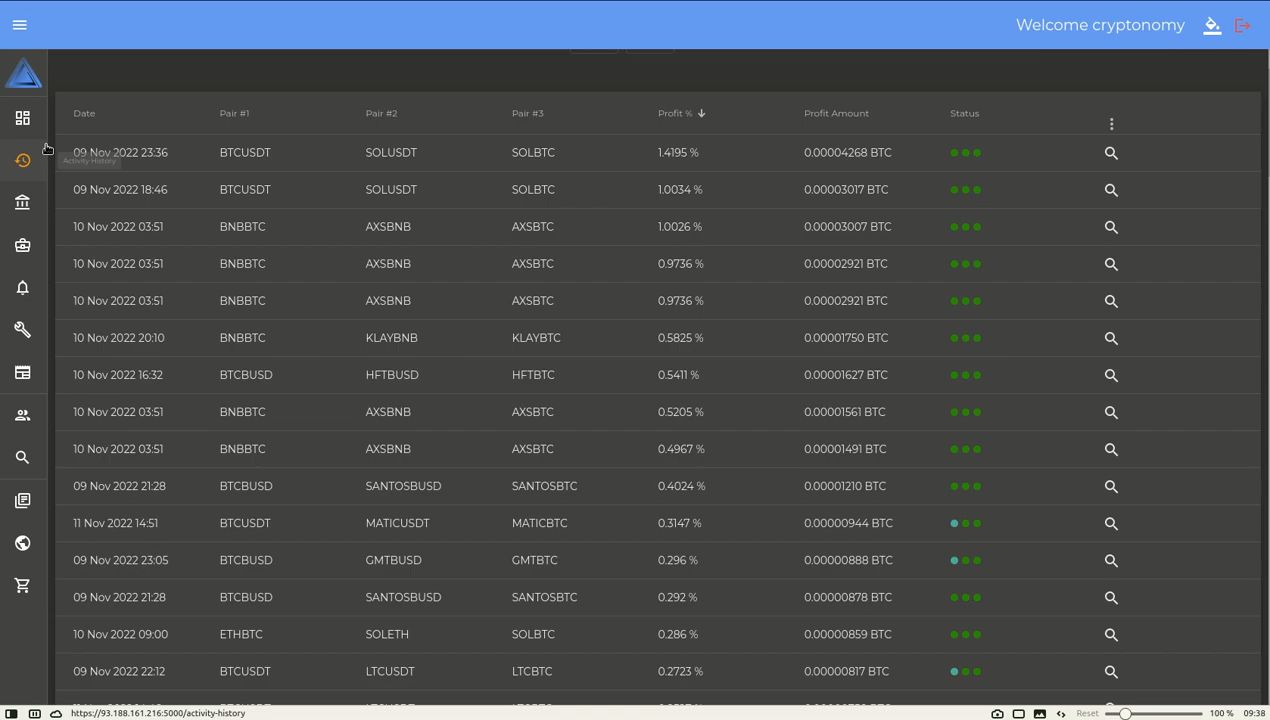 Welcome cryptonomy
Date Pair #1 Pair #2 Pair #3 Profit % Profit Amount Status
09 Nov 2022 23:36 BTCUSDT SOLUSDT SOLBTC 1.4195 % 0.00004268 BTC
Activity History
09 Nov 2022 18:46 BTCUSDT SOLUSDT SOLBTC 1.0034 % 0.00003017 BTC
10 Nov 2022 03:51 BNBBTC AXSBNB AXSBTC 1.0026 % 0.00003007 BTC
10 Nov 2022 03:51 BNBBTC AXSBNB AXSBTC 0.9736 % 0.00002921 BTC
10 Nov 2022 03:51 BNBBTC AXSBNB AXSBTC 0.9736 % 0.00002921 BTC
10 Nov 2022 20:10 BNBBTC KLAYBNB KLAYBTC 0.5825 % 0.00001750 BTC
10 Nov 2022 16:32 BTCBUSD HFTBUSD HFTBTC 0.5411 % 0.00001627 BTC
10 Nov 2022 03:51 BNBBTC AXSBNB AXSBTC 0.5205 % 0.00001561 BTC
10 Nov 2022 03:51 BNBBTC AXSBNB AXSBTC 0.4967 % 0.00001491 BTC
09 Nov 2022 21:28 BTCBUSD SANTOSBUSD SANTOSBTC 0.4024 % 0.00001210 BTC
11 Nov 2022 14:51 BTCUSDT MATICUSDT MATICBTC 0.3147 % 0.00000944 BTC
09 Nov 2022 23:05 BTCBUSD GMTBUSD GMTBTC 0.296 % 0.00000888 BTC
09 Nov 2022 21:28 BTCBUSD SANTOSBUSD SANTOSBTC 0.292 % 0.00000878 BTC
10 Nov 2022 09:00 ETHBTC SOLETH SOLBTC 0.286 % 0.00000859 BTC
09 Nov 2022 22:12 BTCUSDT LTCUSDT LTCBTC 0.2723 % 0.00000817 BTC
https://93.188.161.216:5000/activity-history Reset 100 % 09:38